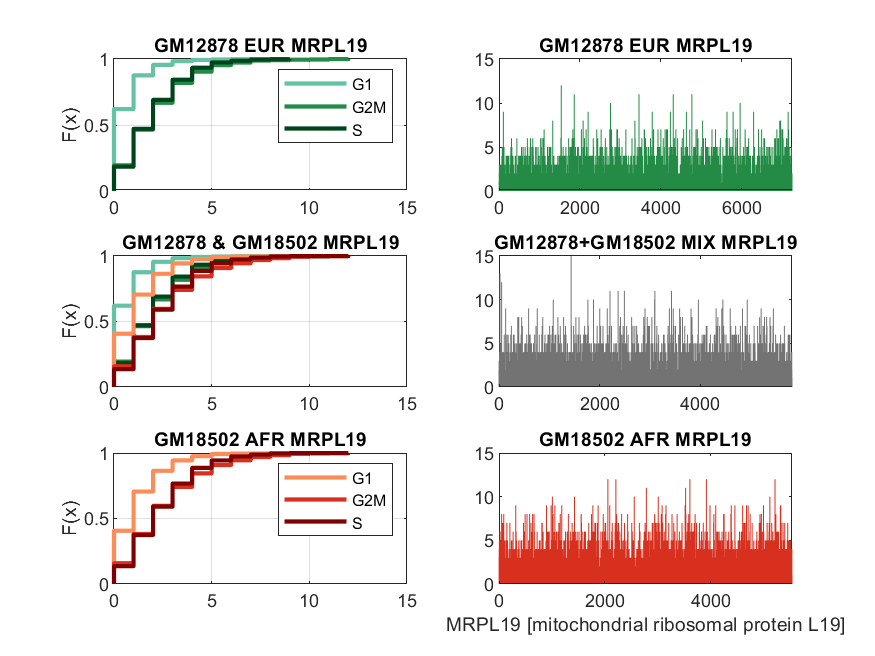 GM12878 EUR MRPL19
1
0.5
0
F(x)
0 5 10 15
G1
G2M
S
GM12878 EUR MRPL19
15
10
5
0
0 2000 4000 6000
GM12878 & GM18502 MRPL19
1
0.5
0
F(x)
0 5 10 15
GM12878+GM18502 MIX MRPL19
15
10
5
0
0 2000 4000
GM18502 AFR MRPL19
1
0.5
0
F(x)
0 5 10 15
G1
G2M
S
GM18502 AFR MRPL19
15
10
5
0
0 2000 4000
MRPL19 [mitochondrial ribosomal protein L19]